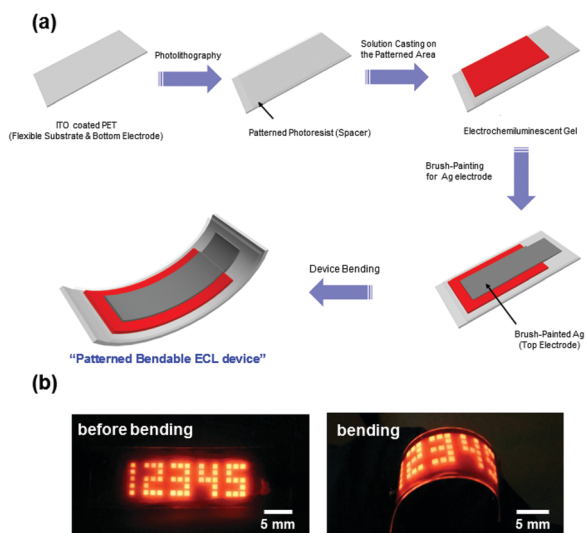 (a)
Photolithography
Solution Casting on
the Patterned Area
ITO coated PET
(Flexible Substrate & Bottom Electrode)
Patterned Photoresist (Spacer)
Electrochemiluminescent Gel
Brush-Painting
for Ag electrode
Device Bending
Brush-Painted Ag
(Top Electrode)
“Patterned Bendable ECL device”
(b)
before bending
12345
5 mm
bending
12345
5 mm